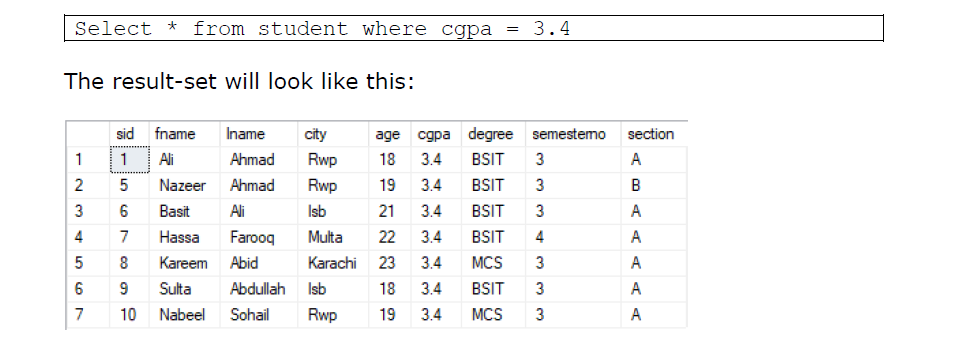 Select * from student where cgpa = 3.4
The result-set will look like this:
sid fname lname city age cgpa degree semesterno section
1 1 Ali Ahmad Rwp 18 3.4 BSIT 3 A
2 5 Nazeer Ahmad Rwp 19 3.4 BSIT 3 B
3 6 Basit Ali Isb 21 3.4 BSIT 3 A
4 7 Hassa Farooq Multa 22 3.4 BSIT 4 A
5 8 Kareem Abid Karachi 23 3.4 MCS 3 A
6 9 Sulta Abdullah Isb 18 3.4 BSIT 3 A
7 10 Nabeel Sohail Rwp 19 3.4 MCS 3 A